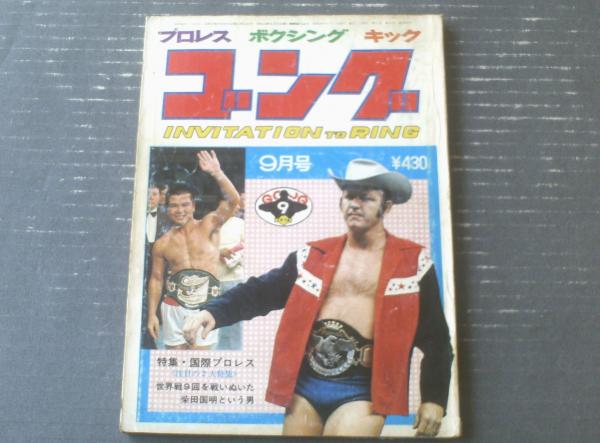 プロレス ボクシング キック
ゴング
INVITATION TO RING
9月号
¥430
GONG
9
特集・国際プロレス
世界戦9回を戦いぬいた
柴田国明という男